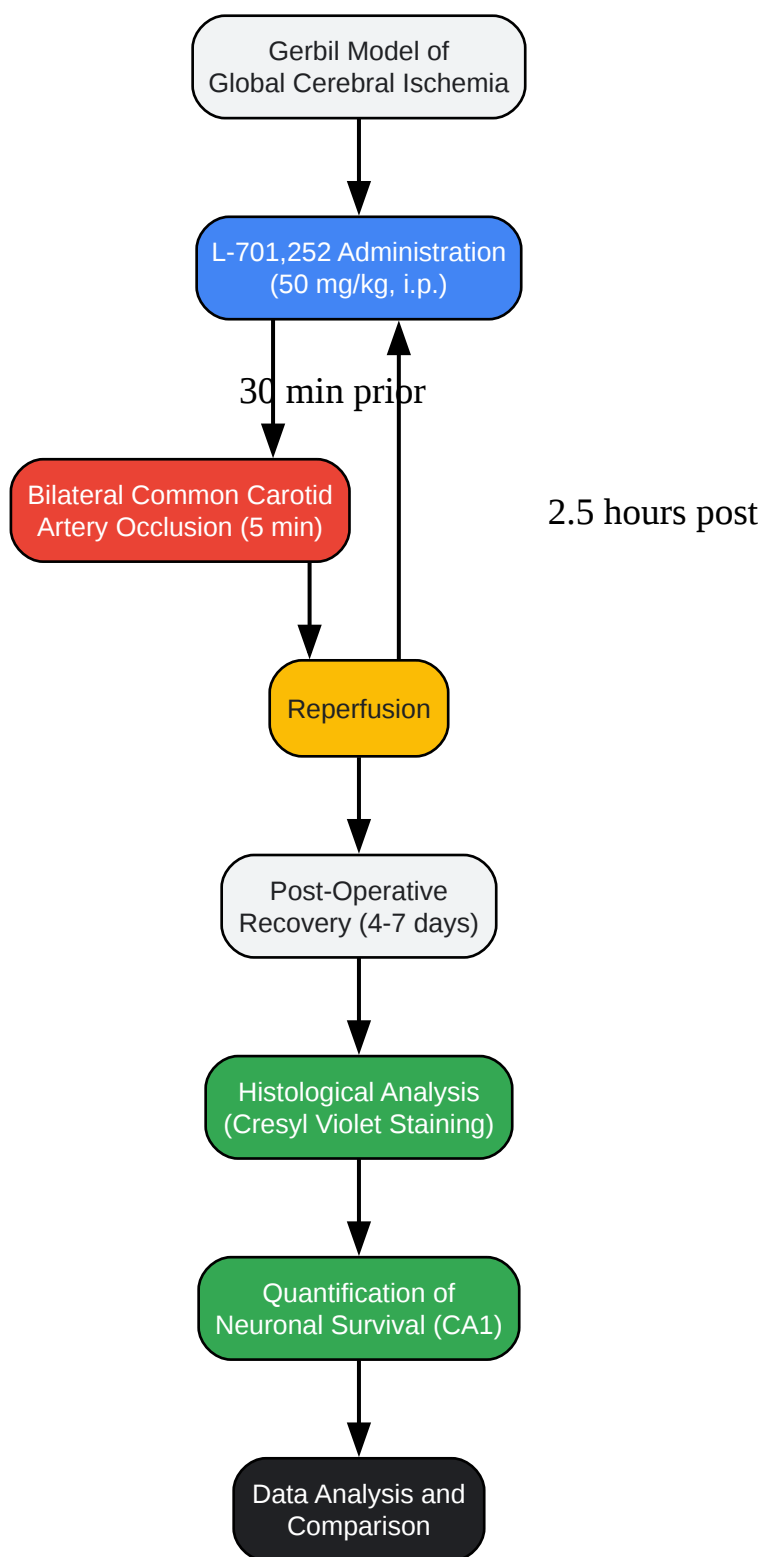 Gerbil Model of
Global Cerebral Ischemia
L-701,252 Administration
(50 mg/kg, i.p.)
30 min prior
Bilateral Common Carotid
Artery Occlusion (5 min)
2.5 hours post
Reperfusion
Post-Operative
Recovery (4-7 days)
Histological Analysis
(Cresyl Violet Staining)
Quantification of
Neuronal Survival (CA1)
Data Analysis and
Comparison